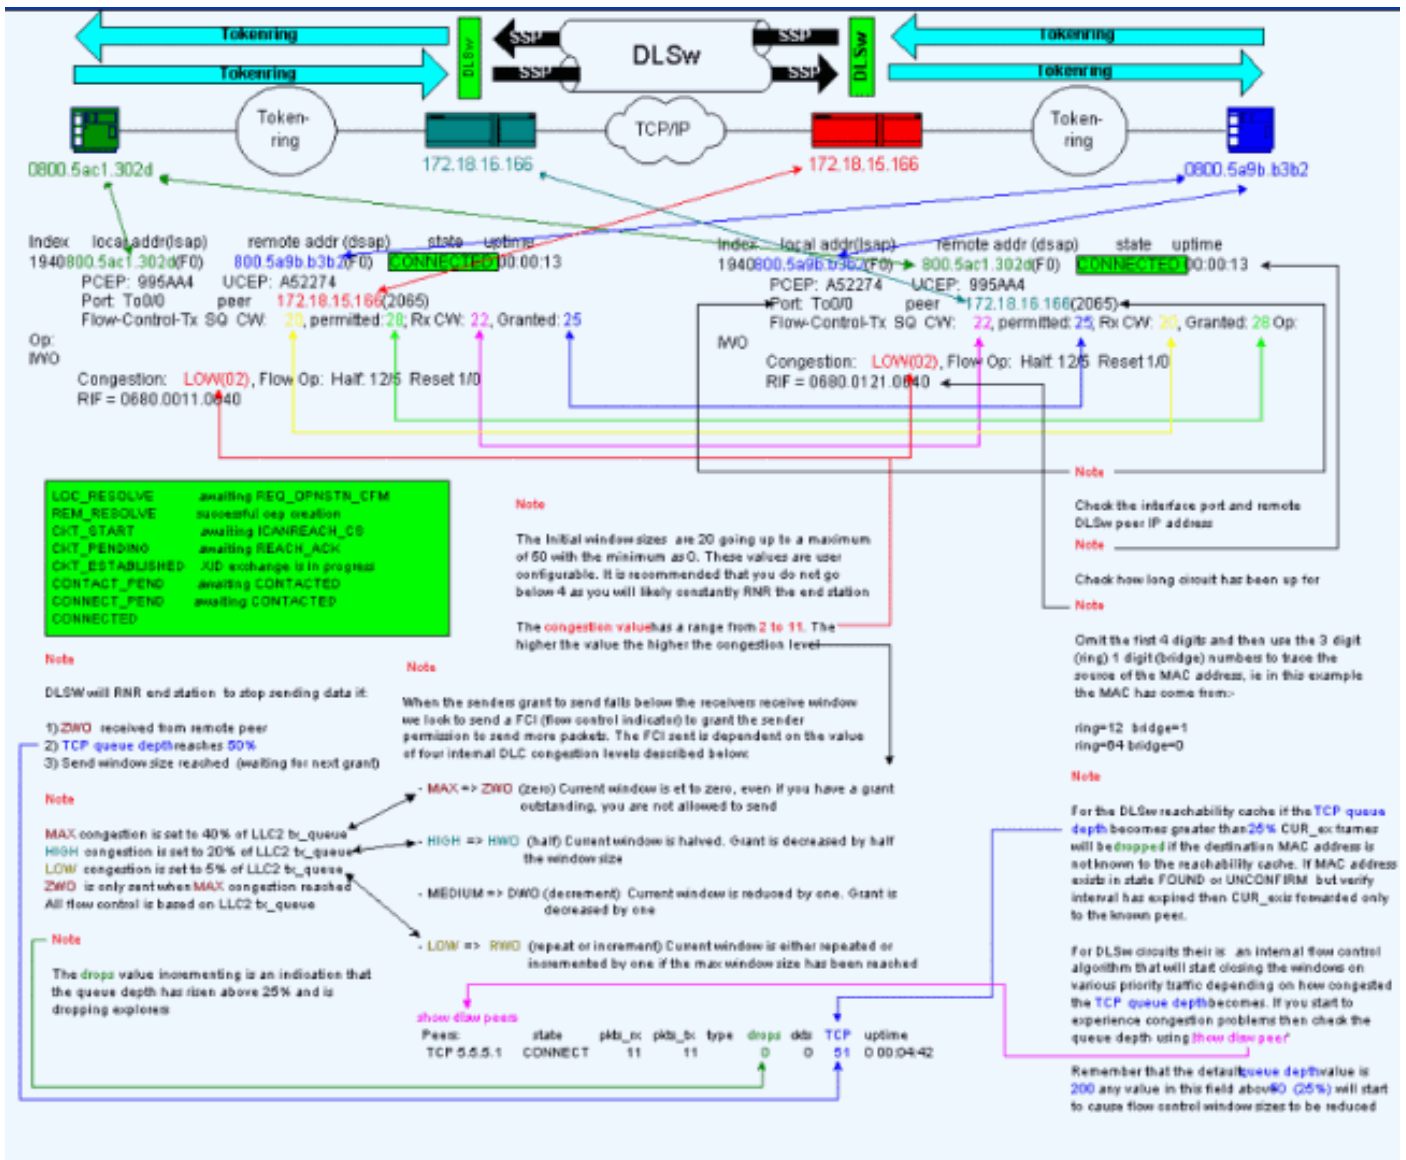 Tokenring
Tokenring
DLSw
SSP
SSP
DLSw
SSP
SSP
DLSw
Tokenring
Tokenring
Token-
ring
TCP/IP
Token-
ring
0800.5ac1.302d
172.18.16.166
172.18.15.166
0800.5a9b.b3b2
Index local addr(lsap) remote addr (dsap) state uptime
1940800.5ac1.302d(F0) 800.5a9b.b3b2(F0) CONNECTED 00:00:13
PCEP: 995AA4 UCEP: A52274
Port: To0/0 peer 172.18.15.166(2065)
Flow-Control-Tx SQ CW: 20, permitted:28; Rx CW: 22, Granted: 25
Op:
IWO
Congestion: LOW(02), Flow Op: Half: 12/5 Reset 1/0
RIF = 0680.0011.0640
Index local addr(lsap) remote addr (dsap) state uptime
1940800.5a9b.b3b2(F0) 800.5ac1.302d(F0) CONNECTED 00:00:13
PCEP: A52274 UCEP: 995AA4
Port: To0/0 peer 172.18.16.166(2065)
Flow-Control-Tx SQ CW: 22, permitted: 25; Rx CW: 20, Granted: 28 Op:
IWO
Congestion: LOW(02), Flow Op: Half: 12/5 Reset 1/0
RIF = 0680.0121.0640
LOC_RESOLVE awaiting REQ_OPNSTN_CFM
REM_RESOLVE successful cep creation
CKT_START awaiting ICANREACH_CS
CKT_PENDING awaiting REACH_ACK
CKT_ESTABLISHED XID exchange is in progress
CONTACT_PEND awaiting CONTACTED
CONNECT_PEND awaiting CONTACTED
CONNECTED
Note
The Initial window sizes are 20 going up to a maximum
of 50 with the minimum as 0. These values are user
configurable. It is recommended that you do not go
below 4 as you will likely constantly RNR the end station
The congestion value has a range from 2 to 11. The
higher the value the higher the congestion level
Note
Check the interface port and remote
DLSw peer IP address
Note
Check how long circuit has been up for
Note
Omit the first 4 digits and then use the 3 digit
(ring) 1 digit (bridge) numbers to trace the
source of the MAC address, ie in this example
the MAC has come from:-
ring=12 bridge=1
ring=64 bridge=0
Note
DLSW will RNR end station to stop sending data if:
1) ZWO received from remote peer
2) TCP queue depth reaches 50%
3) Send window size reached (waiting for next grant)
Note
MAX congestion is set to 40% of LLC2 tx_queue
HIGH congestion is set to 20% of LLC2 tx_queue
LOW congestion is set to 5% of LLC2 tx_queue
ZWO is only sent when MAX congestion reached
All flow control is based on LLC2 tx_queue
Note
The drops value incrementing is an indication that
the queue depth has risen above 25% and is
dropping explorers
Note
When the senders grant to send falls below the receivers receive window
we look to send a FCI (flow control indicator) to grant the sender
permission to send more packets. The FCI sent is dependent on the value
of four internal DLC congestion levels described below:
- MAX => ZWO (zero) Current window is et to zero, even if you have a grant
outstanding, you are not allowed to send
- HIGH => HWO (half) Current window is halved. Grant is decreased by half
the window size
- MEDIUM => DWO (decrement) Current window is reduced by one. Grant is
decreased by one
- LOW => RWO (repeat or increment) Current window is either repeated or
incremented by one if the max window size has been reached
Note
For the DLSw reachability cache if the TCP queue
depth becomes greater than 25% CUR_ex frames
will be dropped if the destination MAC address is
not known to the reachability cache. If MAC address
exists in state FOUND or UNCONFIRM but verify
interval has expired then CUR_ex is forwarded only
to the known peer.
For DLSw circuits their is an internal flow control
algorithm that will start closing the windows on
various priority traffic depending on how congested
the TCP queue depth becomes. If you start to
experience congestion problems then check the
queue depth using 'show dlsw peer'
Remember that the default queue depth value is
200 any value in this field above 50 (25%) will start
to cause flow control window sizes to be reduced
show dlsw peers
Peers: state pkts_rx pkts_tx type drops ckts TCP uptime
TCP 5.5.5.1 CONNECT 11 11 0 0 51 0 00:04:42